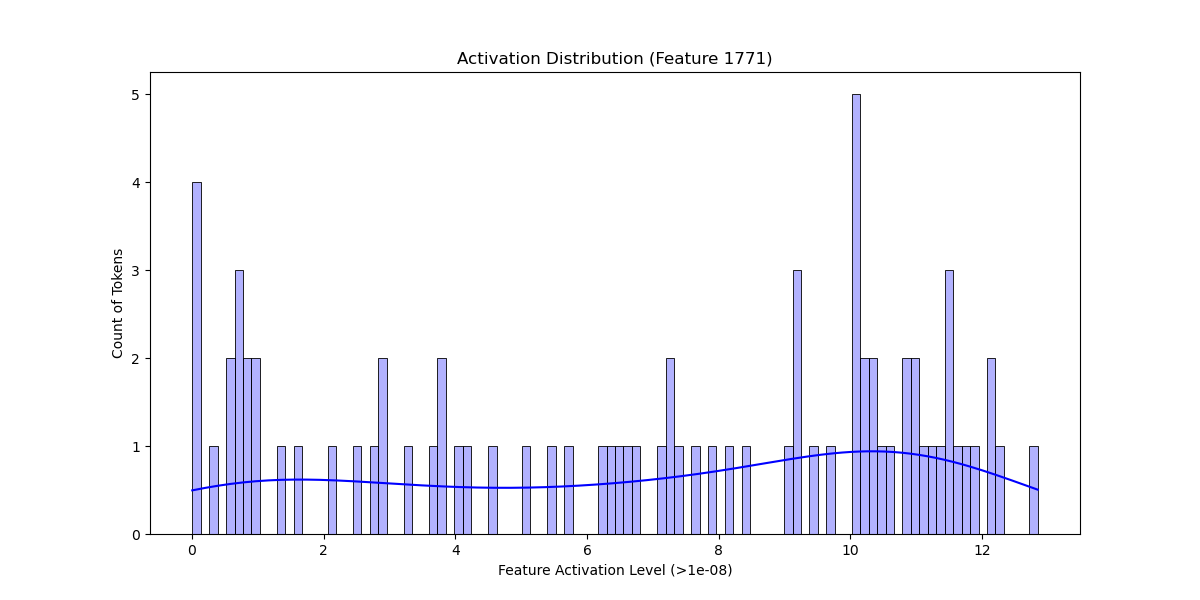 Activation Distribution (Feature 1771)
5
4
3
2
1
0
Count of Tokens
0 2 4 6 8 10 12
Feature Activation Level (>1e-08)